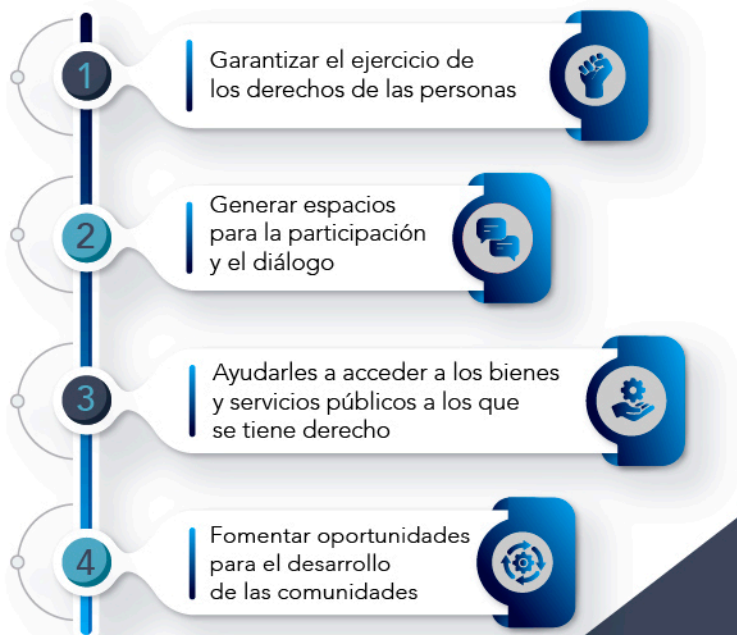 1
Garantizar el ejercicio de
los derechos de las personas
2
Generar espacios
para la participación
y el diálogo
3
Ayudarles a acceder a los bienes
y servicios públicos a los que
se tiene derecho
4
Fomentar oportunidades
para el desarrollo
de las comunidades